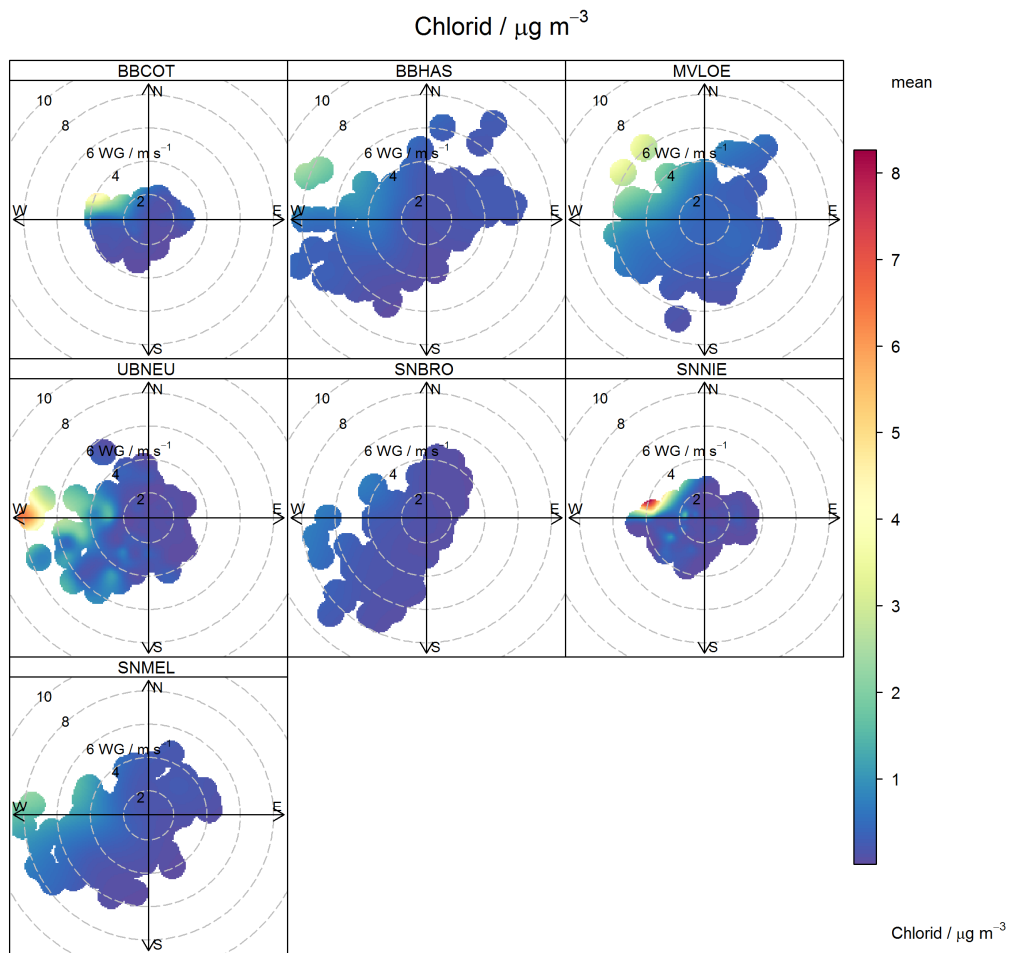 Chlorid / μg m⁻³
BBCOT BBHAS MVLOE
mean
10 8 6 WG / m s⁻¹ 4 2 N E S W
10 8 6 WG / m s⁻¹ 4 2 N E S W
10 8 6 WG / m s⁻¹ 4 2 N E S W
UBNEU SNBRO SNNIE
10 8 6 WG / m s⁻¹ 4 2 N E S W
10 8 6 WG / m s⁻¹ 4 2 N E S W
10 8 6 WG / m s⁻¹ 4 2 N E S W
SNMEL
10 8 6 WG / m s⁻¹ 4 2 N E S W
8
7
6
5
4
3
2
1
Chlorid / μg m⁻³